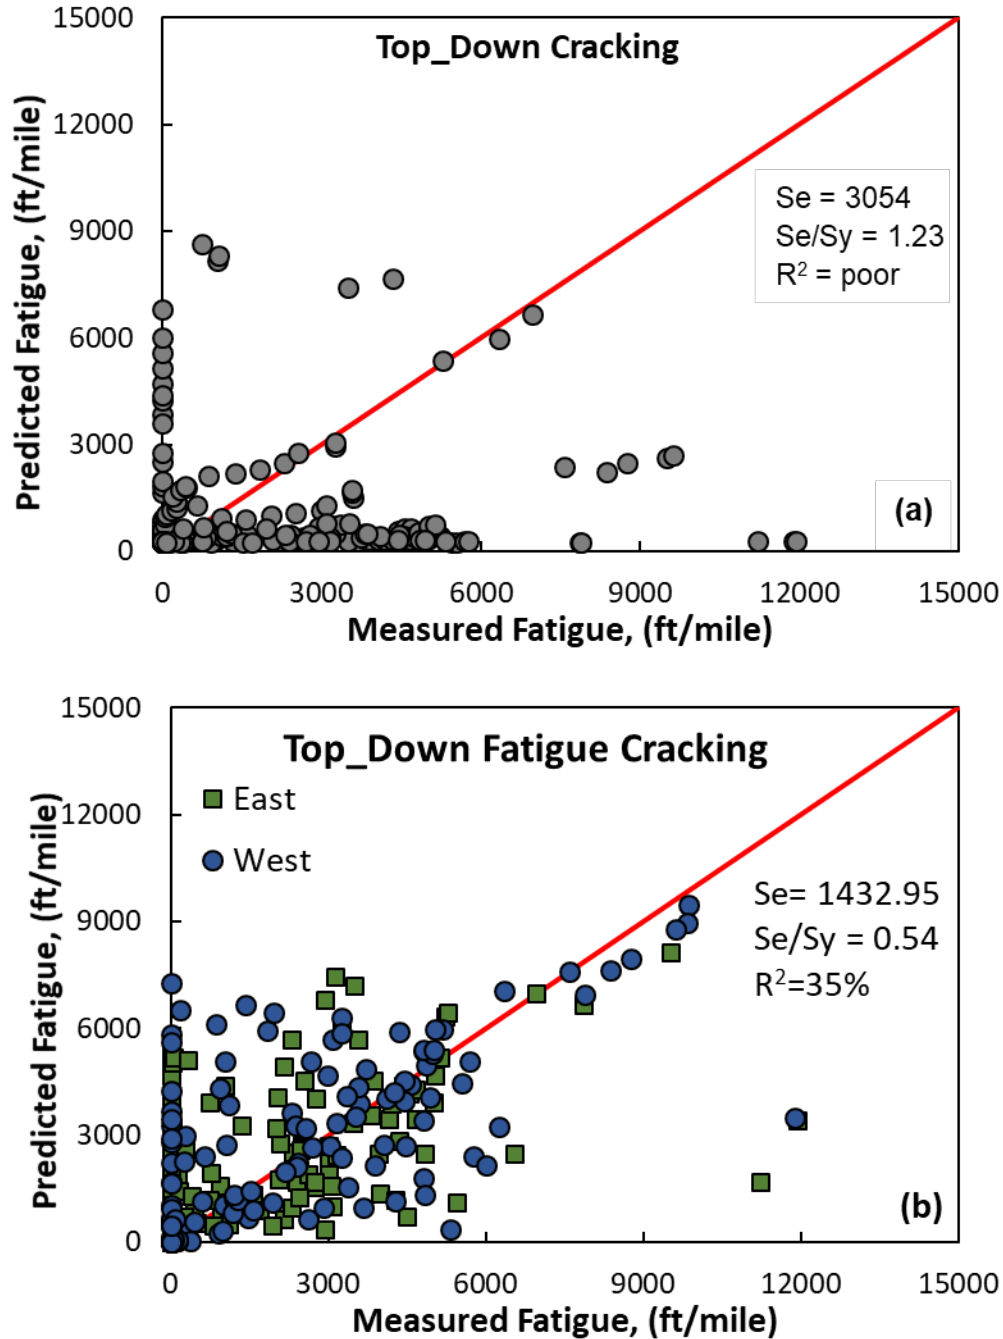 Top_Down Cracking
Predicted Fatigue, (ft/mile)
15000
12000
9000
6000
3000
0
Se = 3054
Se/Sy = 1.23
R² = poor
(a)
0 3000 6000 9000 12000 15000
Measured Fatigue, (ft/mile)
Top_Down Fatigue Cracking
Predicted Fatigue, (ft/mile)
15000
12000
9000
6000
3000
0
East
West
Se= 1432.95
Se/Sy = 0.54
R²=35%
(b)
0 3000 6000 9000 12000 15000
Measured Fatigue, (ft/mile)